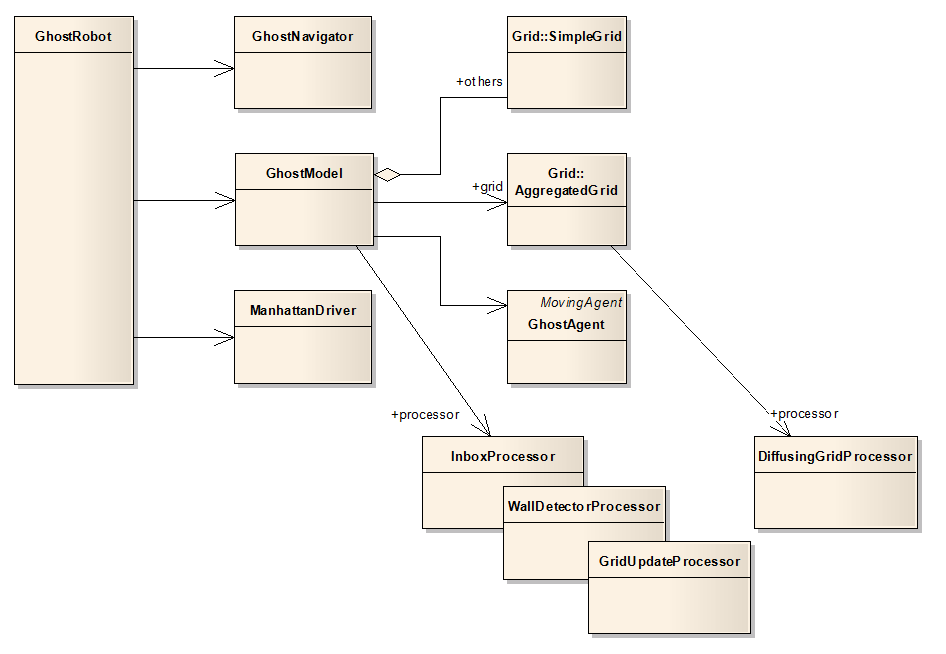 GhostRobot
GhostNavigator
Grid::SimpleGrid
+others
GhostModel
+grid
Grid::
AggregatedGrid
ManhattanDriver
MovingAgent
GhostAgent
+processor
+processor
InboxProcessor
DiffusingGridProcessor
WallDetectorProcessor
GridUpdateProcessor